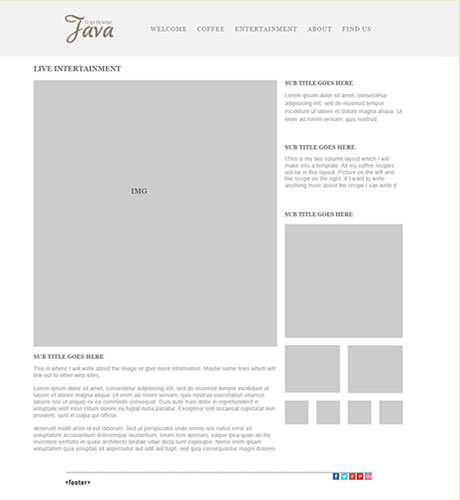 Top Home
Java
WELCOME COFFEE ENTERTAINMENT ABOUT FIND US
LIVE INTERTAINMENT
IMG
SUB TITLE GOES HERE
This is where I will write about the image or give more information. Maybe some links which will
link out to other web-sites.
Lorem ipsum dolor sit amet, consectetur adipisicing elit, sed do eiusmod tempor incididunt ut
labore et dolore magna aliqua. Ut enim ad minim veniam, quis nostrud exercitation ullamco
laboris nisi ut aliquip ex ea commodo consequat. Duis aute irure dolor in reprehenderit in
voluptate velit esse cillum dolore eu fugiat nulla pariatur. Excepteur sint occaecat cupidatat non
proident, sunt in culpa qui officia
deserunt mollit anim id est laborum. Sed ut perspiciatis unde omnis iste natus error sit
voluptatem accusantium doloremque laudantium, totam rem aperiam, eaque ipsa quae ab illo
inventore veritatis et quasi architecto beatae vitae dicta sunt explicabo. Nemo enim ipsam
voluptatem quia voluptas sit aspernatur aut odit aut fugit, sed quia consequuntur magni dolores
SUB TITLE GOES HERE
Lorem ipsum dolor sit amet, consectetur
adipisicing elit, sed do eiusmod tempor
incididunt ut labore et dolore magna aliqua. Ut
enim ad minim veniam, quis nostrud
SUB TITLE GOES HERE
IThis is my two column layout which I will
make into a template. All my coffee recipes
will be in this layout. Picture on the left and
the recipe on the right. If I want to write
anything more about the recipe I can write it
SUB TITLE GOES HERE
<footer>